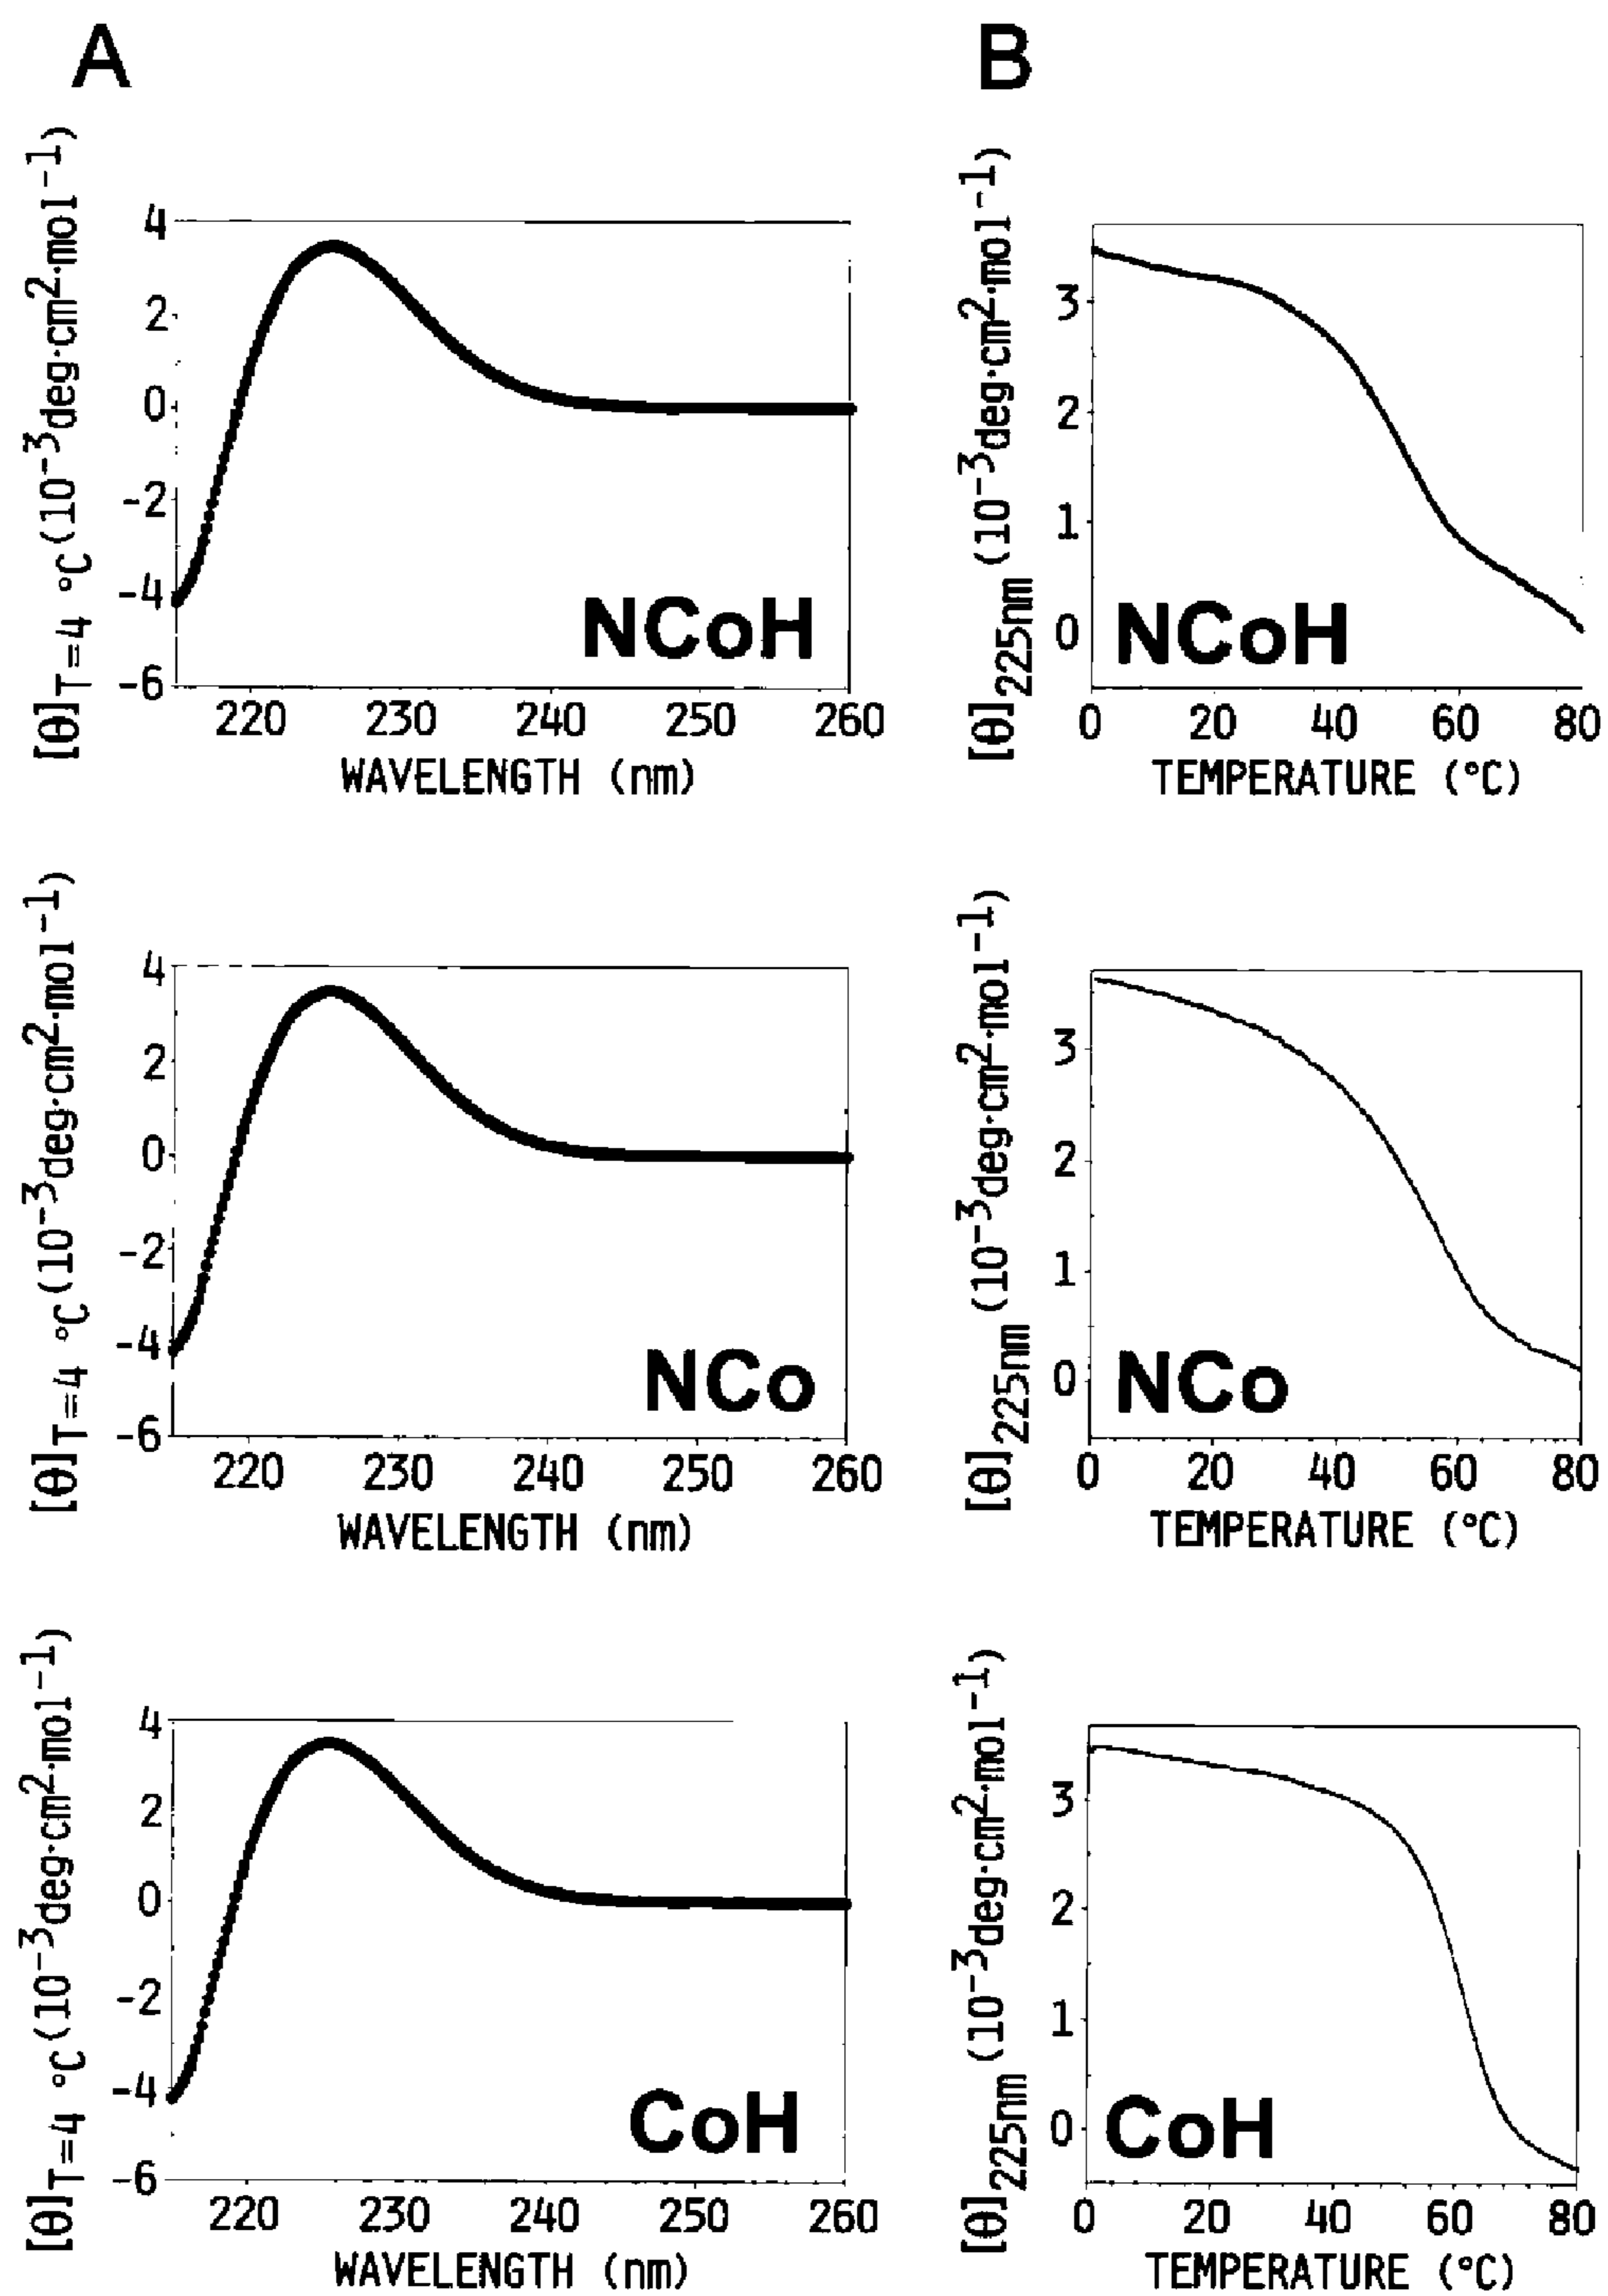 A
B
[θ]T=4 °C(10⁻³deg·cm²·mol⁻¹)
4
2
0
-2
-4
-6
NCoH
220 230 240 250 260
WAVELENGTH (nm)
[θ]225nm(10⁻³deg·cm²·mol⁻¹)
3
2
1
0
NCoH
0 20 40 60 80
TEMPERATURE (°C)
[θ]T=4 °C(10⁻³deg·cm²·mol⁻¹)
4
2
0
-2
-4
-6
NCo
220 230 240 250 260
WAVELENGTH (nm)
[θ]225nm(10⁻³deg·cm²·mol⁻¹)
3
2
1
0
NCo
0 20 40 60 80
TEMPERATURE (°C)
[θ]T=4 °C(10⁻³deg·cm²·mol⁻¹)
4
2
0
-2
-4
-6
CoH
220 230 240 250 260
WAVELENGTH (nm)
[θ]225nm(10⁻³deg·cm²·mol⁻¹)
3
2
1
0
CoH
0 20 40 60 80
TEMPERATURE (°C)